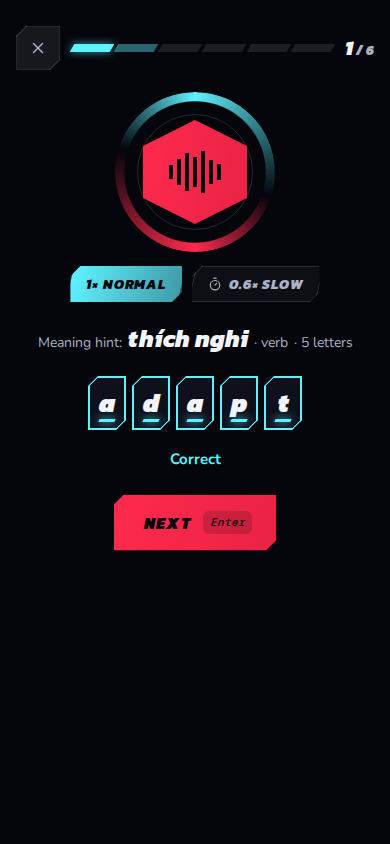 1 / 6
1× NORMAL 0.6× SLOW
Meaning hint: thích nghi · verb · 5 letters
a d a p t
Correct
NEXT Enter